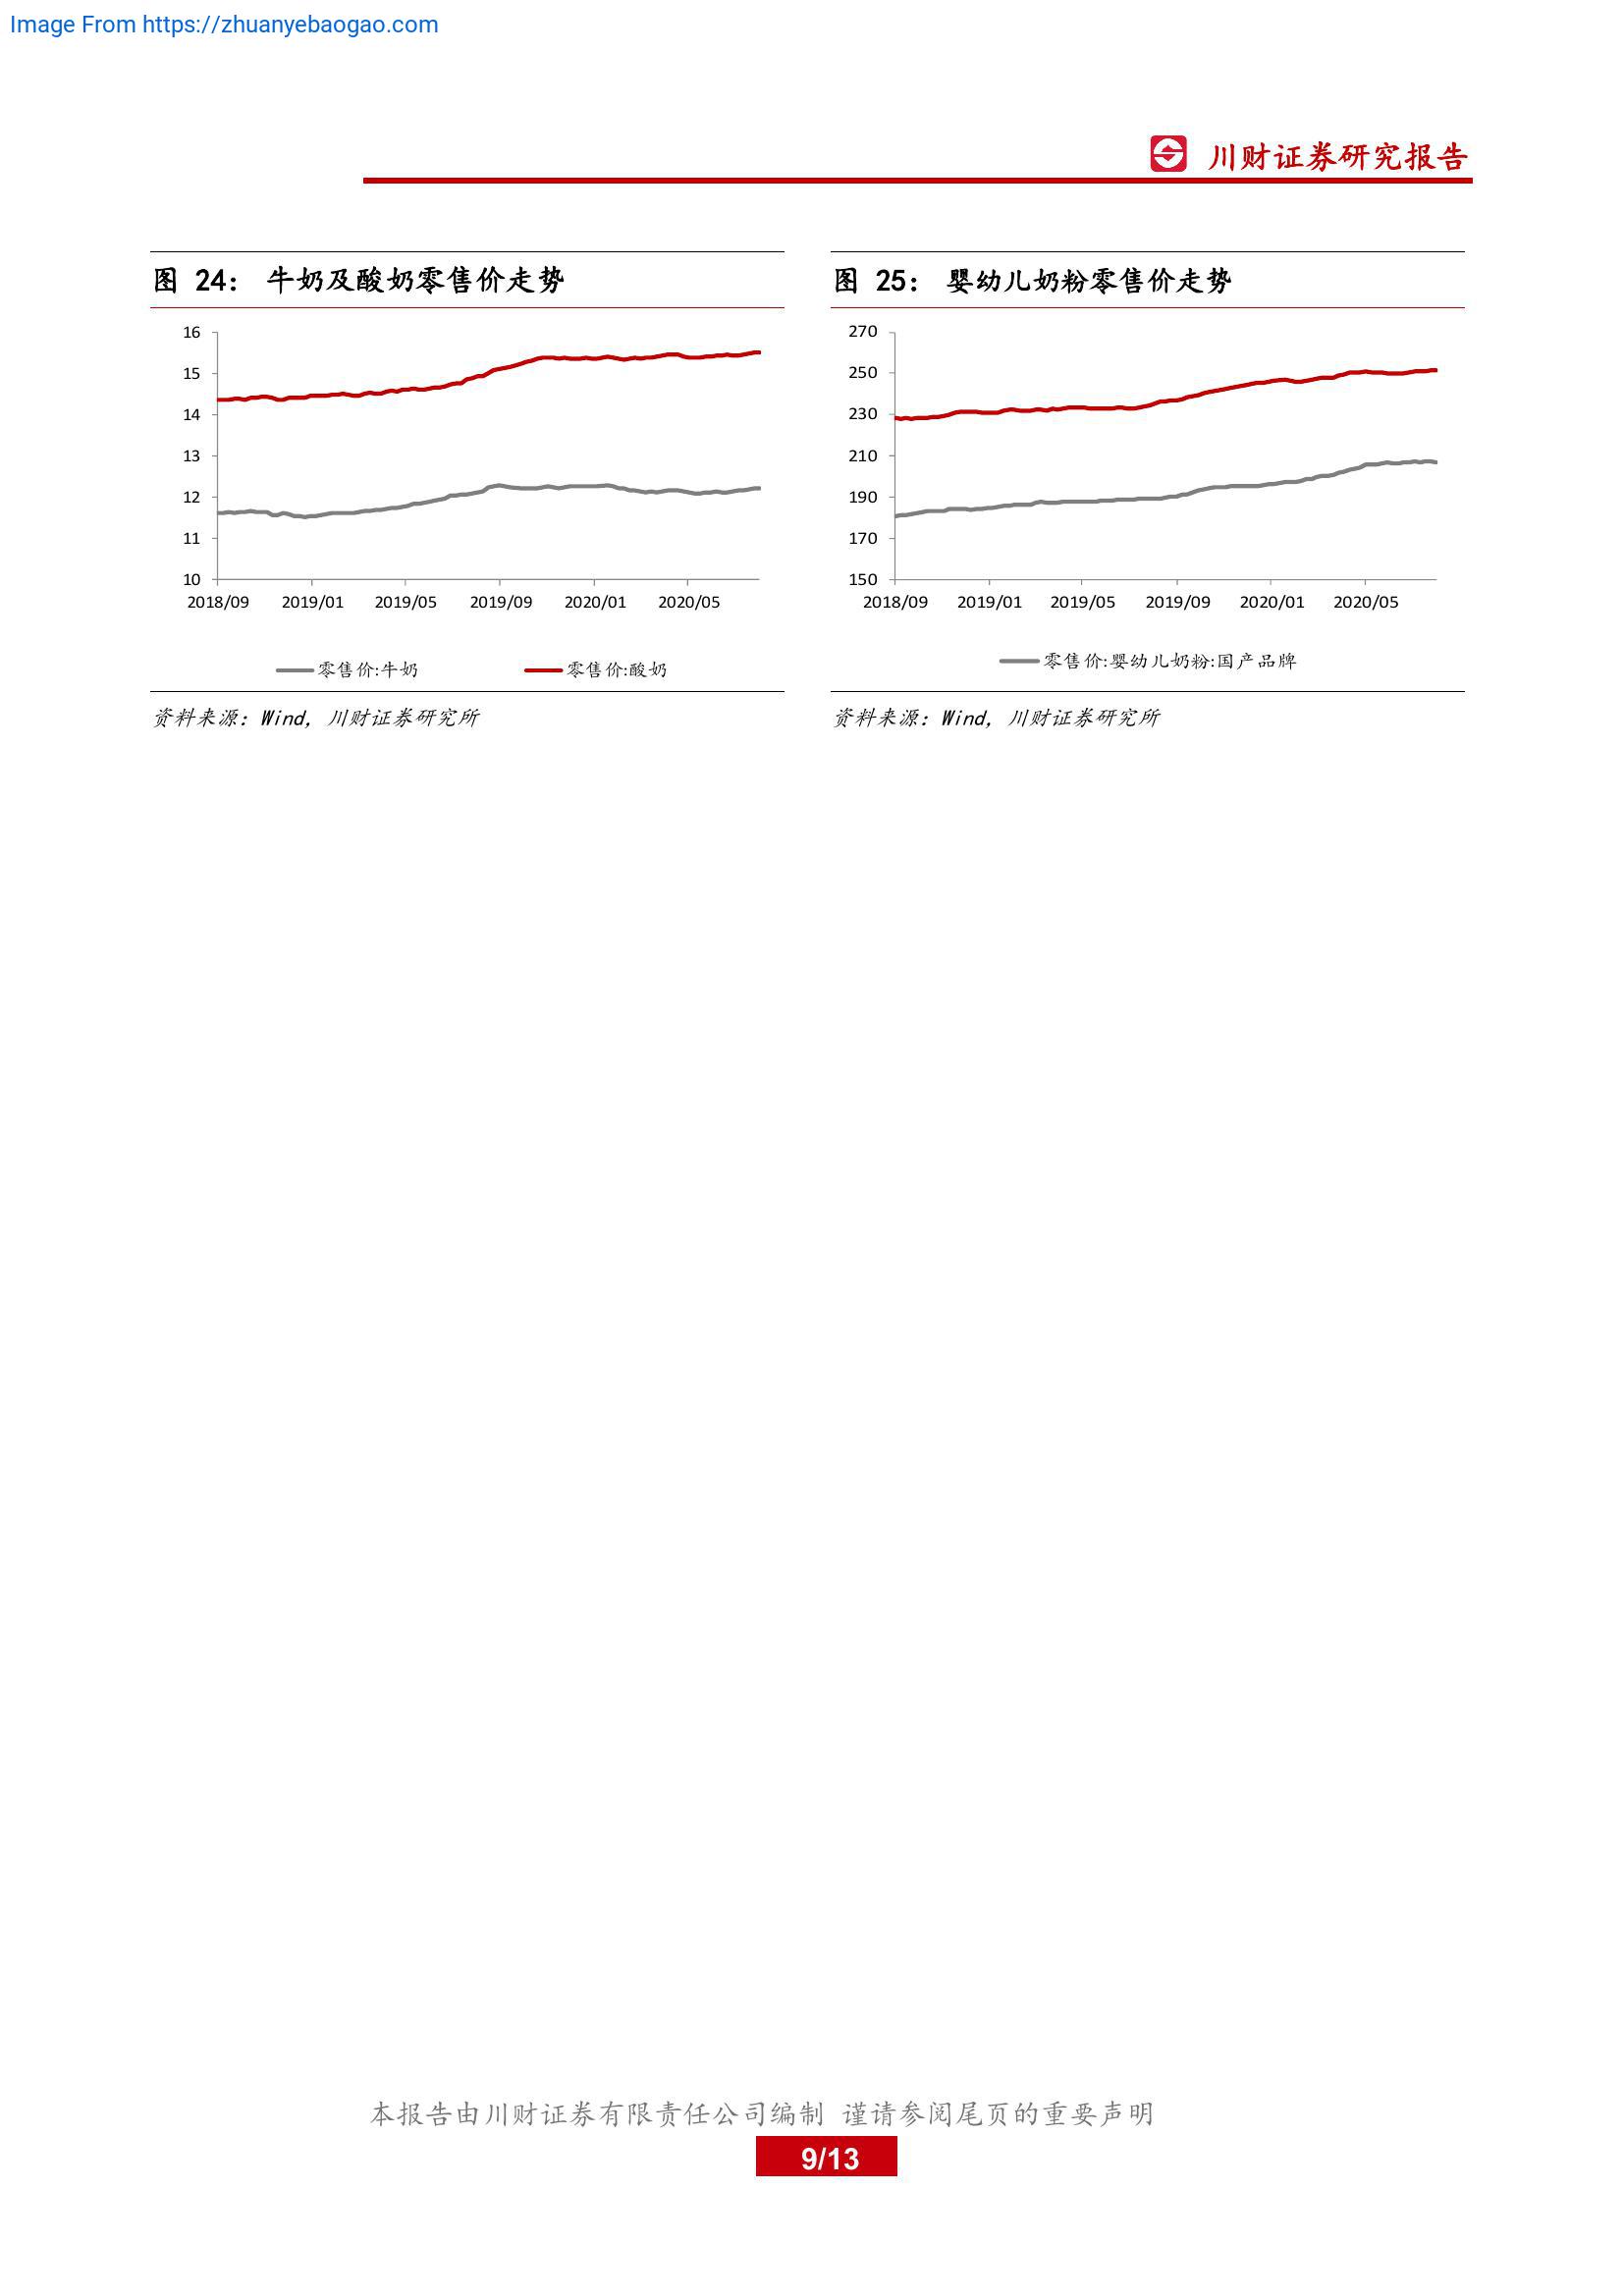 Image From https://zhuanyebaogao.com
川财证券研究报告
图 24： 牛奶及酸奶零售价走势
16
15
14
13
12
11
10
2018/09 2019/01 2019/05 2019/09 2020/01 2020/05
零售价:牛奶 零售价:酸奶
资料来源：Wind, 川财证券研究所
图 25： 婴幼儿奶粉零售价走势
270
250
230
210
190
170
150
2018/09 2019/01 2019/05 2019/09 2020/01 2020/05
零售价:婴幼儿奶粉:国产品牌
资料来源：Wind, 川财证券研究所
本报告由川财证券有限责任公司编制 谨请参阅尾页的重要声明
9/13